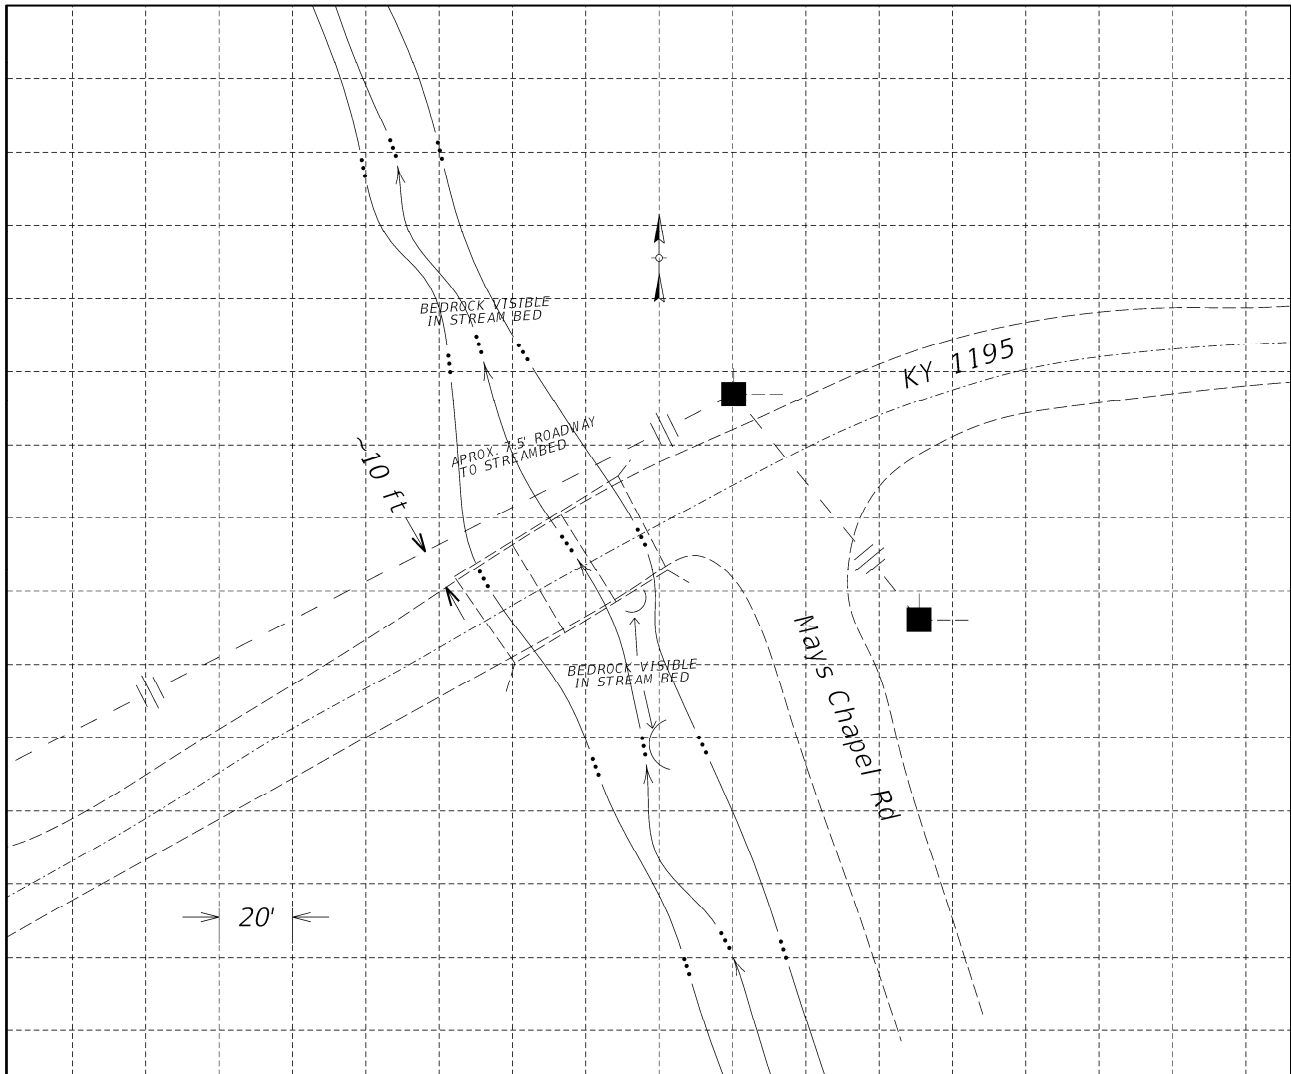 BEDROCK VISIBLE
IN STREAM BED
KY 1195
APROX. 7.5' ROADWAY
TO STREAMBED
~10 ft
BEDROCK VISIBLE
IN STREAM BED
Mays Chapel Rd
20'